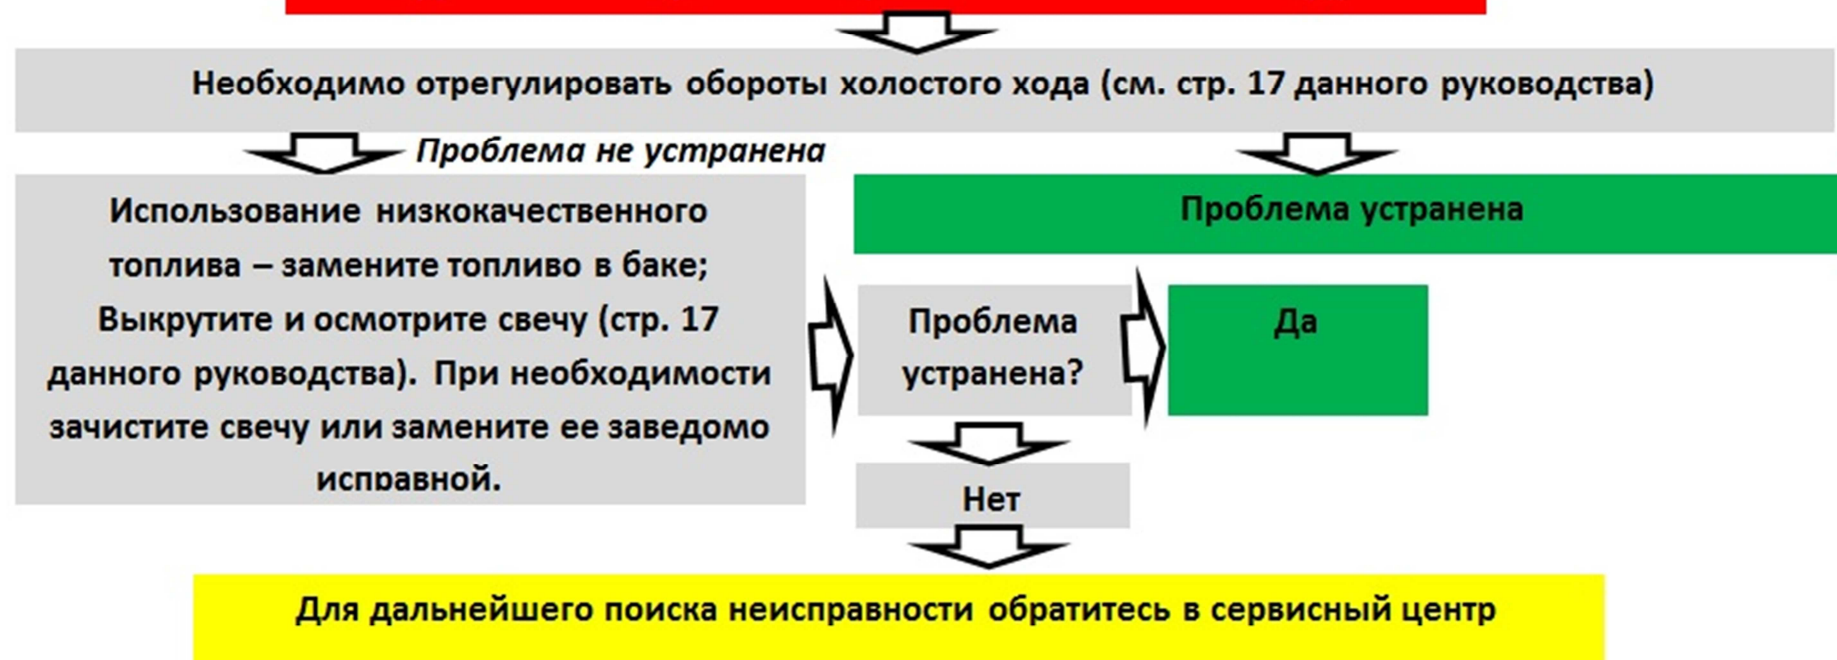 Необходимо отрегулировать обороты холостого хода (см. стр. 17 данного руководства)
Проблема не устранена
Использование низкокачественного
топлива – замените топливо в баке;
Выкрутите и осмотрите свечу (стр. 17
данного руководства). При необходимости
зачистите свечу или замените ее заведомо
исправной.
Проблема устранена
Проблема
устранена?
Да
Нет
Для дальнейшего поиска неисправности обратитесь в сервисный центр